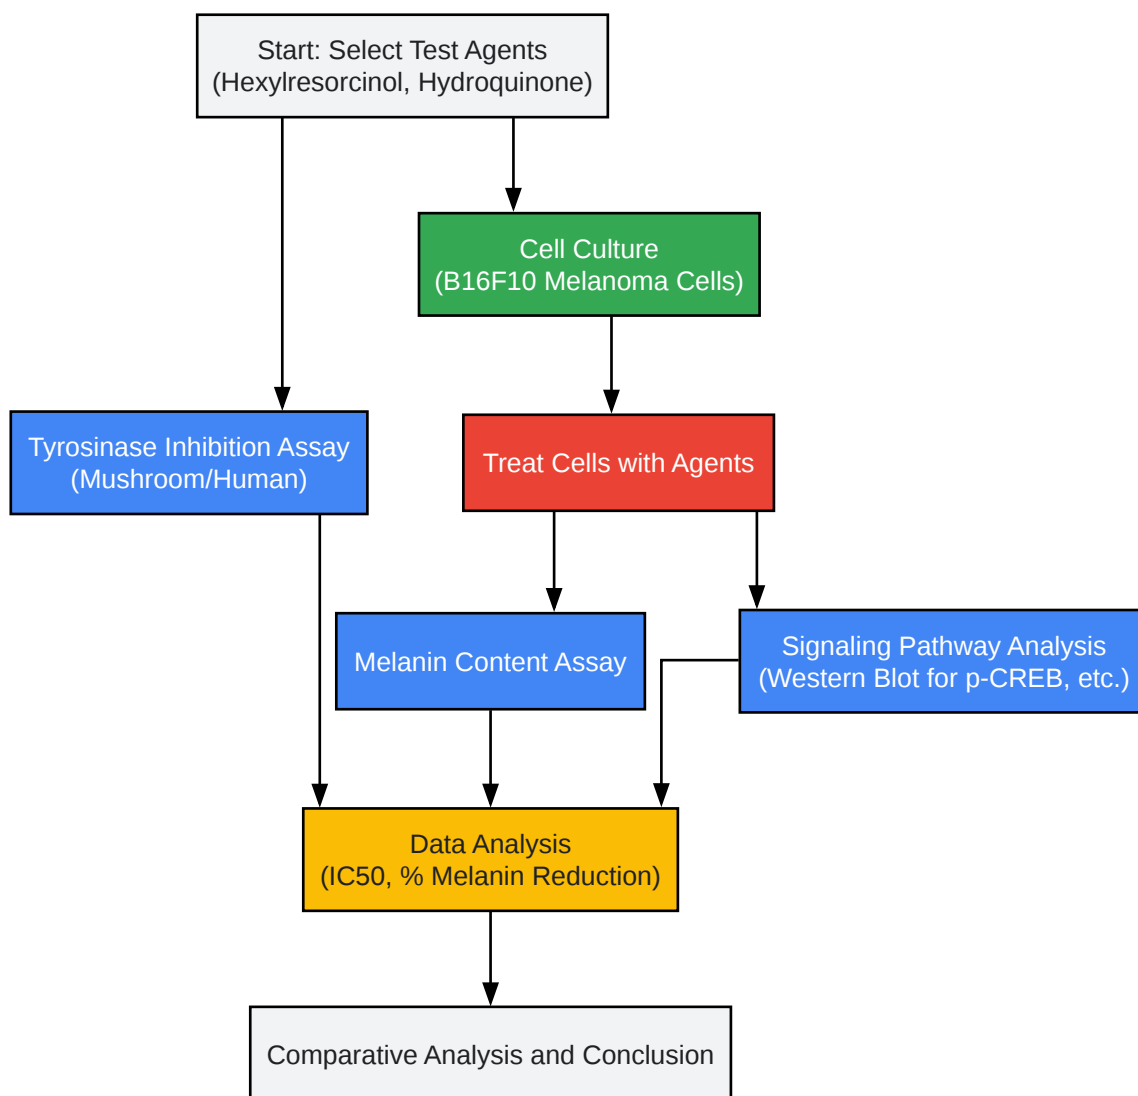 Start: Select Test Agents
(Hexylresorcinol, Hydroquinone)
Cell Culture
(B16F10 Melanoma Cells)
Tyrosinase Inhibition Assay
(Mushroom/Human)
Treat Cells with Agents
Melanin Content Assay
Signaling Pathway Analysis
(Western Blot for p-CREB, etc.)
Data Analysis
(IC50, % Melanin Reduction)
Comparative Analysis and Conclusion